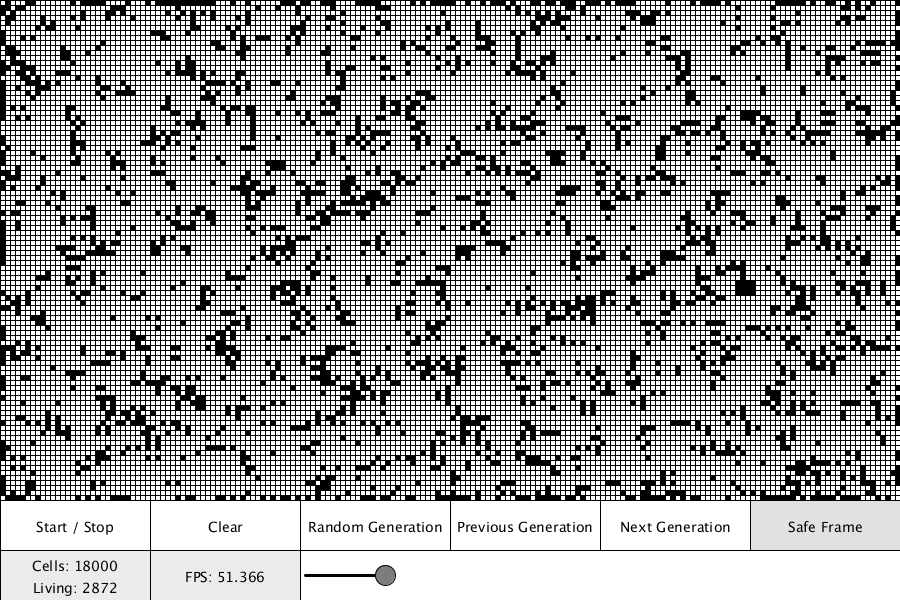 Start / Stop
Clear
Random Generation
Previous Generation
Next Generation
Safe Frame
Cells: 18000
Living: 2872
FPS: 51.366